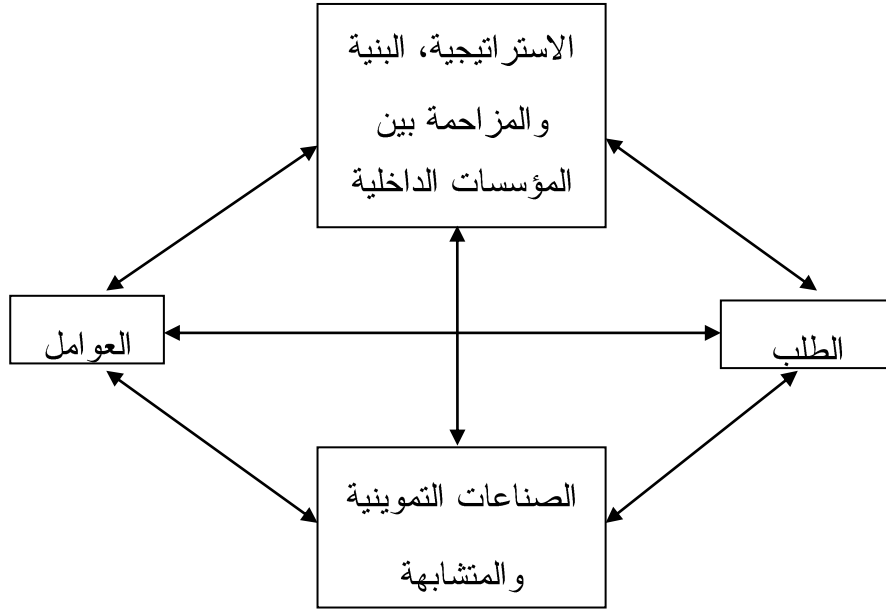 الاستراتيجية، البنية
والمزاحمة بين
المؤسسات الداخلية
الطلب
العوامل
الصناعات التموينية
والمتشابهة